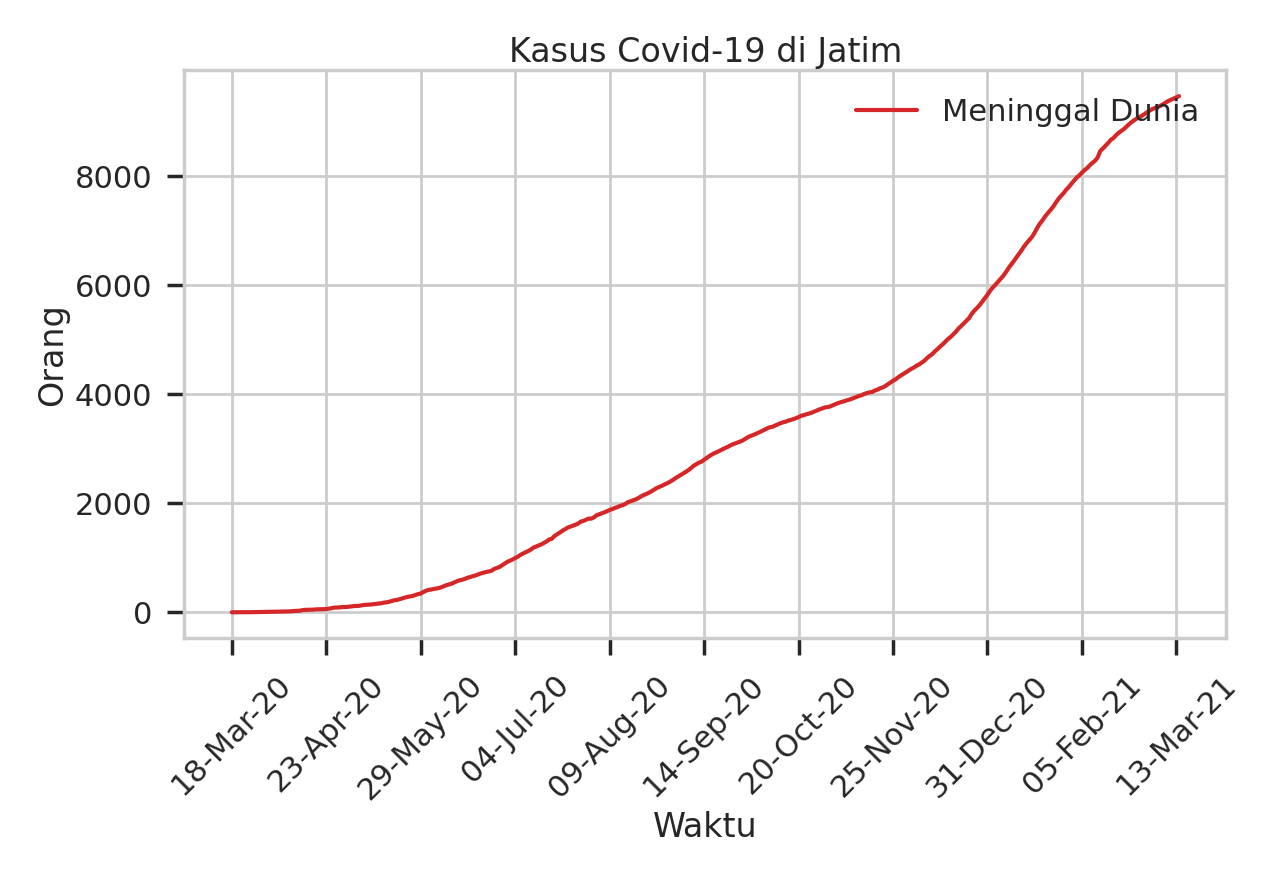 Kasus Covid-19 di Jatim
Meninggal Dunia
8000
6000
4000
2000
0
Orang
18-Mar-20
23-Apr-20
29-May-20
04-Jul-20
09-Aug-20
14-Sep-20
20-Oct-20
25-Nov-20
31-Dec-20
05-Feb-21
13-Mar-21
Waktu